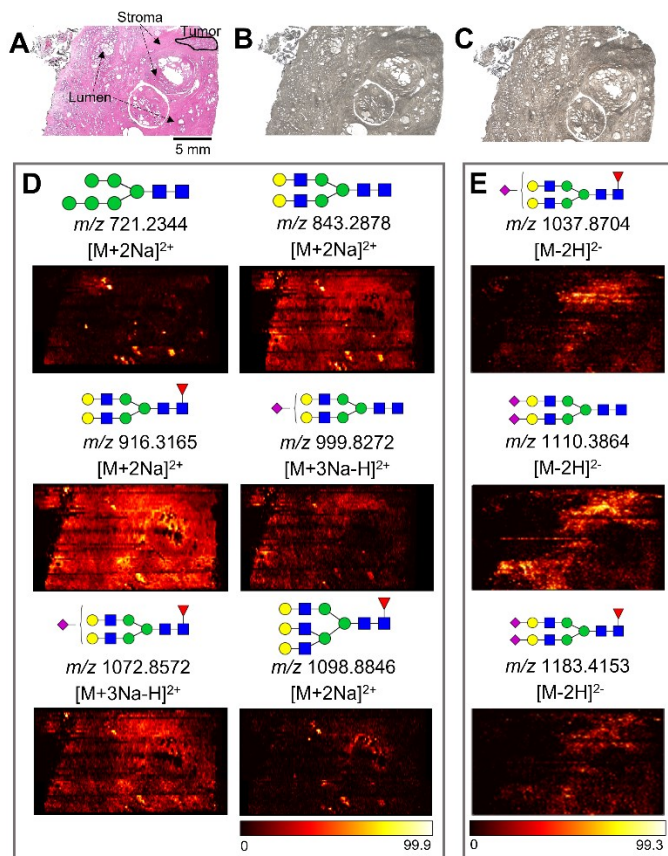 A
Stroma
Tumor
Lumen
5 mm
B
C
D
m/z 721.2344
[M+2Na]²⁺
m/z 843.2878
[M+2Na]²⁺
m/z 916.3165
[M+2Na]²⁺
m/z 999.8272
[M+3Na-H]²⁺
m/z 1072.8572
[M+3Na-H]²⁺
m/z 1098.8846
[M+2Na]²⁺
0
99.9
E
m/z 1037.8704
[M-2H]²⁻
m/z 1110.3864
[M-2H]²⁻
m/z 1183.4153
[M-2H]²⁻
0
99.3